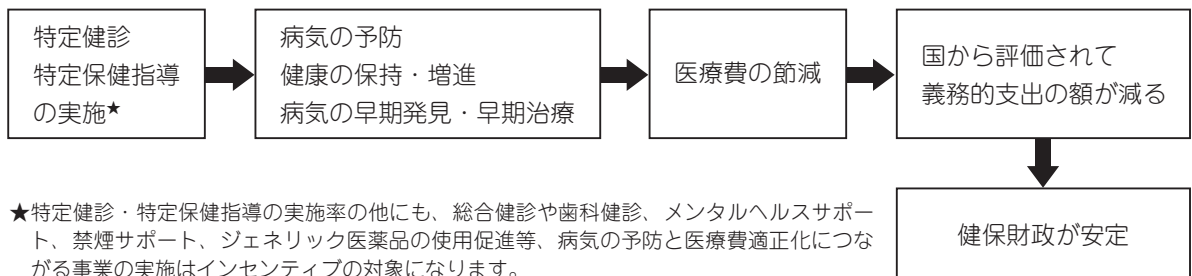 特定健診
特定保健指導
の実施★
病気の予防
健康の保持・増進
病気の早期発見・早期治療
医療費の節減
国から評価されて
義務的支出の額が減る
健保財政が安定
★特定健診・特定保健指導の実施率の他にも、総合健診や歯科健診、メンタルヘルスサポー
ト、禁煙サポート、ジェネリック医薬品の使用促進等、病気の予防と医療費適正化につな
がる事業の実施はインセンティブの対象になります。